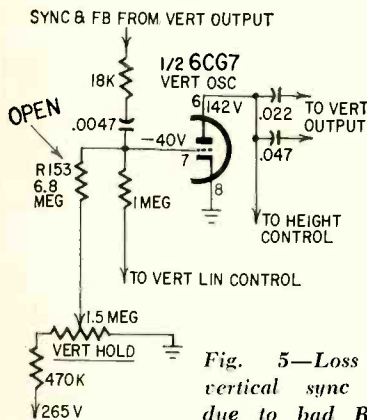 SYNC & FB FROM VERT OUTPUT
18K
1/2 6CG7
VERT OSC
6 142V
.022
TO VERT
OUTPUT
.0047
.047
OPEN
-40V
7
8
R153
6.8
MEG
1 MEG
TO HEIGHT
CONTROL
TO VERT LIN CONTROL
1.5 MEG
VERT HOLD
470K
265V
Fig. 5—Loss
vertical sync
due to bad R